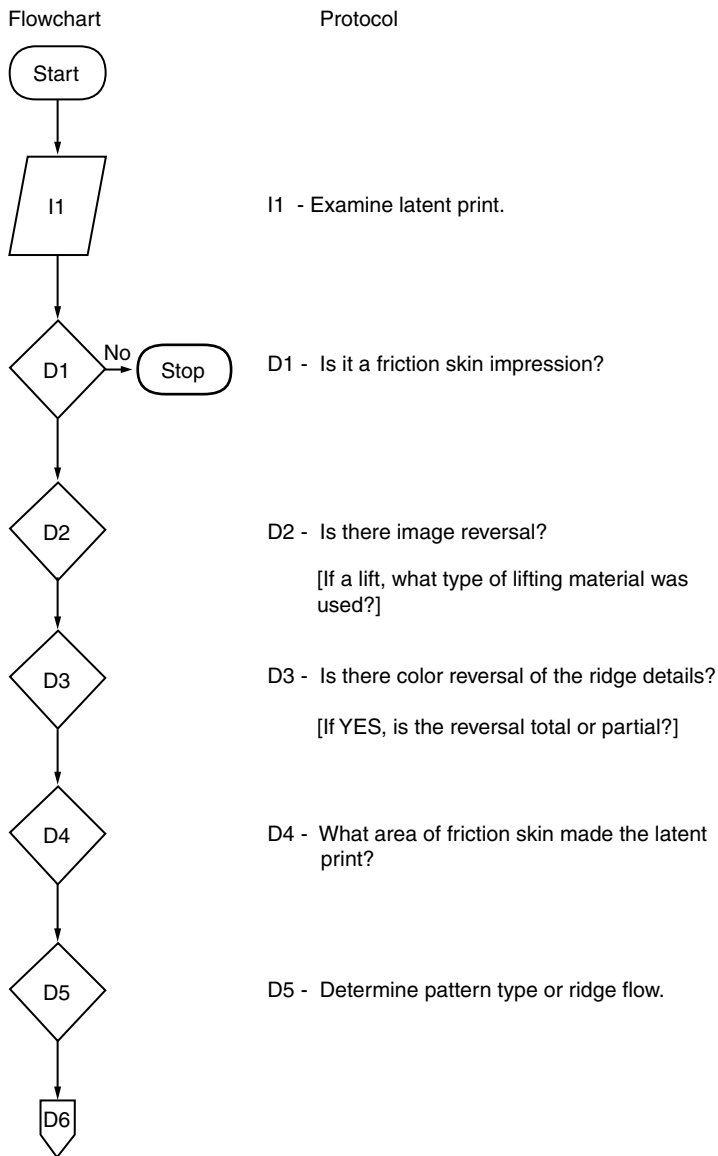 Flowchart Protocol
Start
I1 I1 - Examine latent print.
D1 No Stop D1 - Is it a friction skin impression?
D2 D2 - Is there image reversal?
[If a lift, what type of lifting material was
used?]
D3 D3 - Is there color reversal of the ridge details?
[If YES, is the reversal total or partial?]
D4 D4 - What area of friction skin made the latent
print?
D5 D5 - Determine pattern type or ridge flow.
D6